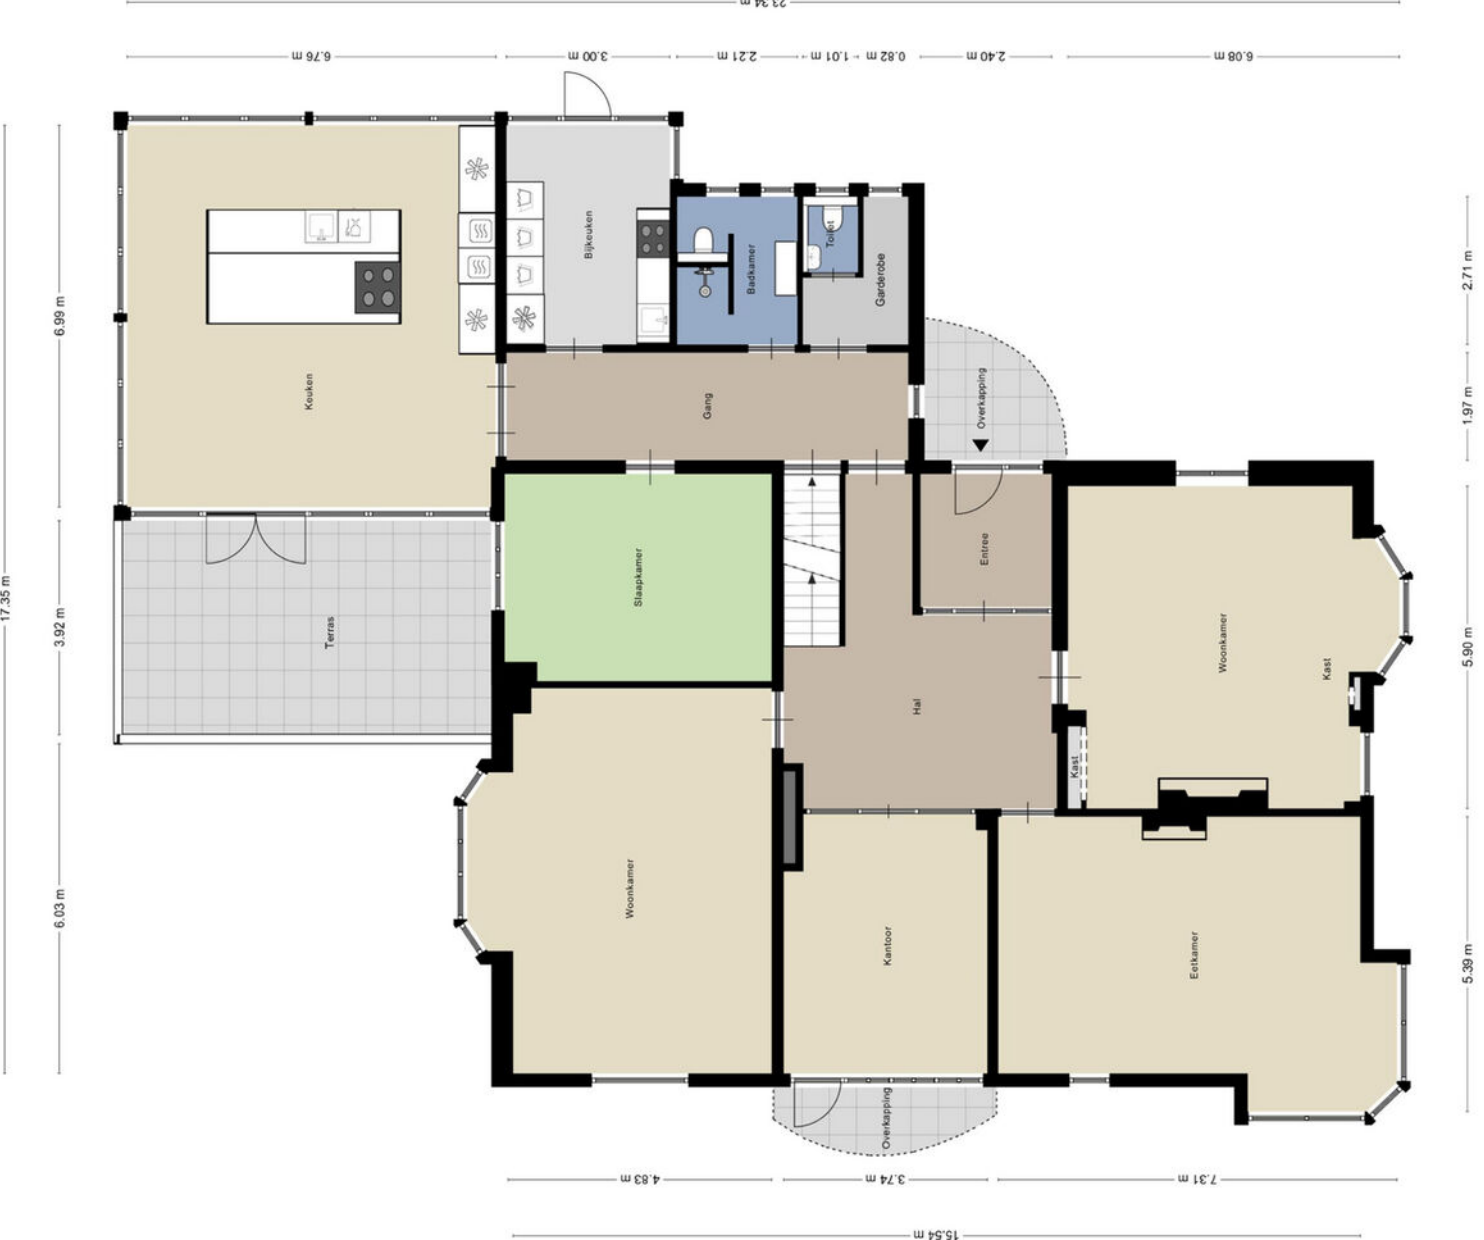 23.34 m
6.76 m
3.00 m
2.21 m
1.01 m
0.82 m
2.40 m
6.08 m
17.35 m
6.99 m
3.92 m
6.03 m
2.71 m
1.97 m
5.90 m
5.39 m
Keuken
Bijkeuken
Badkamer
Toilet
Garderobe
Gang
Overkapping
Terras
Slaapkamer
Entree
Hal
Woonkamer
Kast
Kast
Woonkamer
Kantoor
Eetkamer
Overkapping
4.83 m
3.74 m
7.31 m
15.54 m